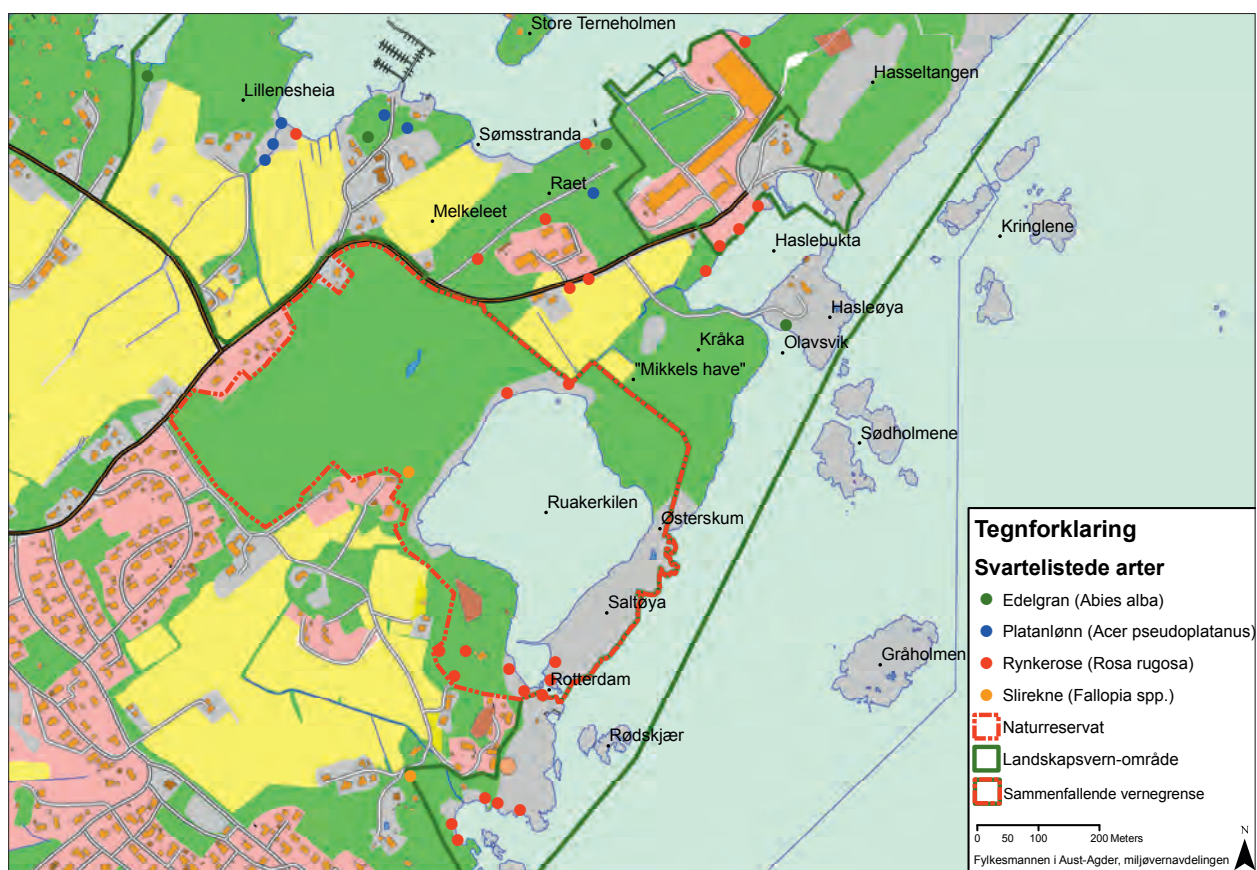 Store Terneholmen
Hasseltangen
Lillenesheia
Sømsstranda
Raet
Melkeleet
Kringlene
Haslebukta
Hasleøya
Kråka
Olavsvik
"Mikkels have"
Sødholmene
Ruakerkilen
Østerskum
Saltøya
Gråholmen
Rotterdam
Rødskjær
Tegnforklaring
Svartelistede arter
Edelgran (Abies alba)
Platanlønn (Acer pseudoplatanus)
Rynkerose (Rosa rugosa)
Slirekne (Fallopia spp.)
Naturreservat
Landskapsvern-område
Sammenfallende vernegrense
0 50 100 200 Meters
N
Fylkesmannen i Aust-Agder, miljøvernavdelingen